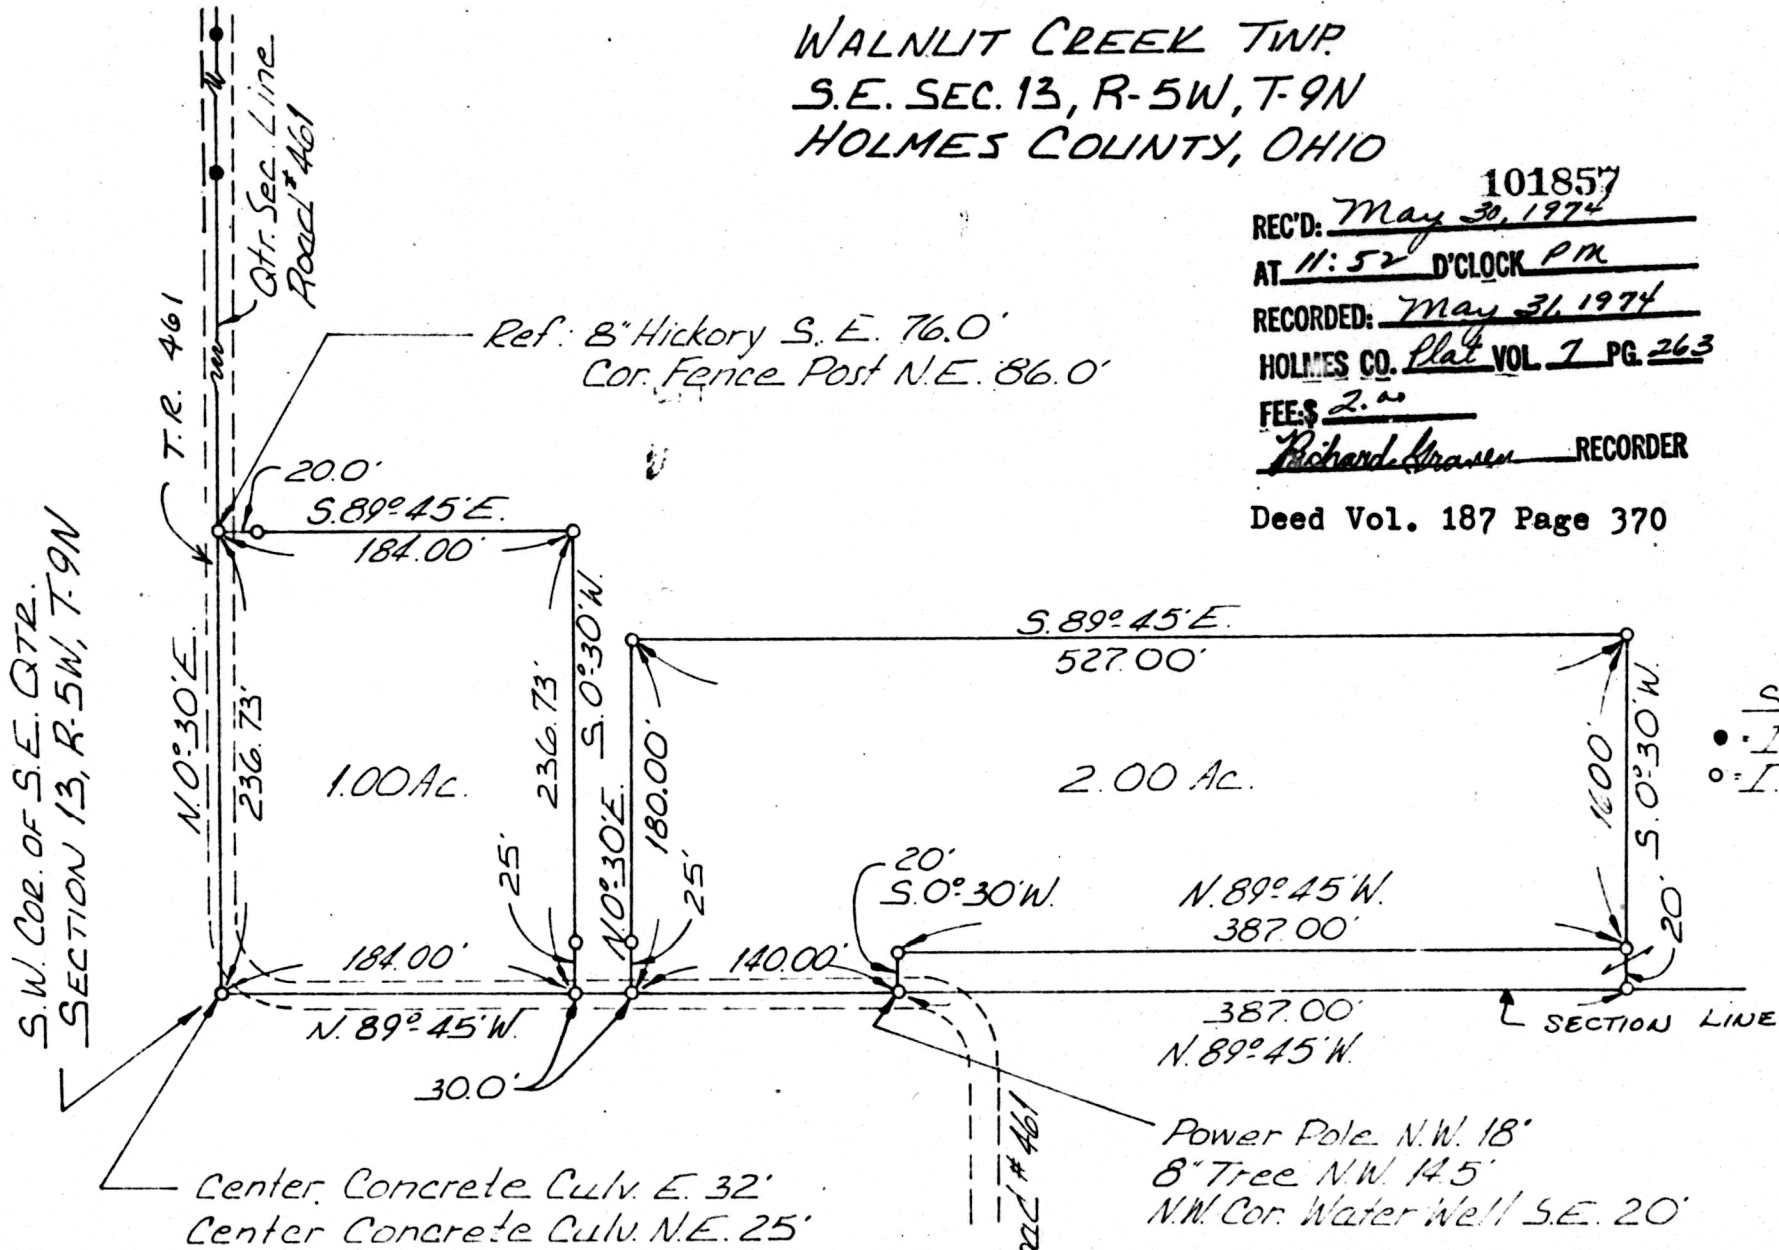 WALNUT CREEK TWP.
S.E. SEC. 13, R-5W, T-9N
HOLMES COUNTY, OHIO
101857
REC'D: May 30, 1974
AT 11:52 O'CLOCK PM
RECORDED: May 31, 1974
HOLMES CO. Plat VOL. 7 PG. 263
FEE:$ 2.00
Richard Graven RECORDER
Deed Vol. 187 Page 370
Qtr. Sec. Line
Road #461
T.R. 461
Ref: 8" Hickory S.E. 76.0'
Cor. Fence Post N.E. 86.0'
20.0'
S.89°45'E.
184.00'
S.W. COR. OF S.E. QTR.
SECTION 13, R-5W, T-9N
N.0°30'E.
236.73'
1.00 Ac.
236.73'
S.0°30'W.
25'
184.00'
N.89°45'W.
30.0'
S.89°45'E.
527.00'
N.0°30'E.
180.00'
25'
2.00 Ac.
160.0'
S.0°30'W.
20'
20'
S.0°30'W.
N.89°45'W.
387.00'
140.00'
387.00'
N.89°45'W.
SECTION LINE
#461
Power Pole N.W. 18'
8" Tree N.W. 14.5'
N.W. Cor. Water Well S.E. 20'
Center Concrete Culv. E. 32'
Center Concrete Culv. N.E. 25'